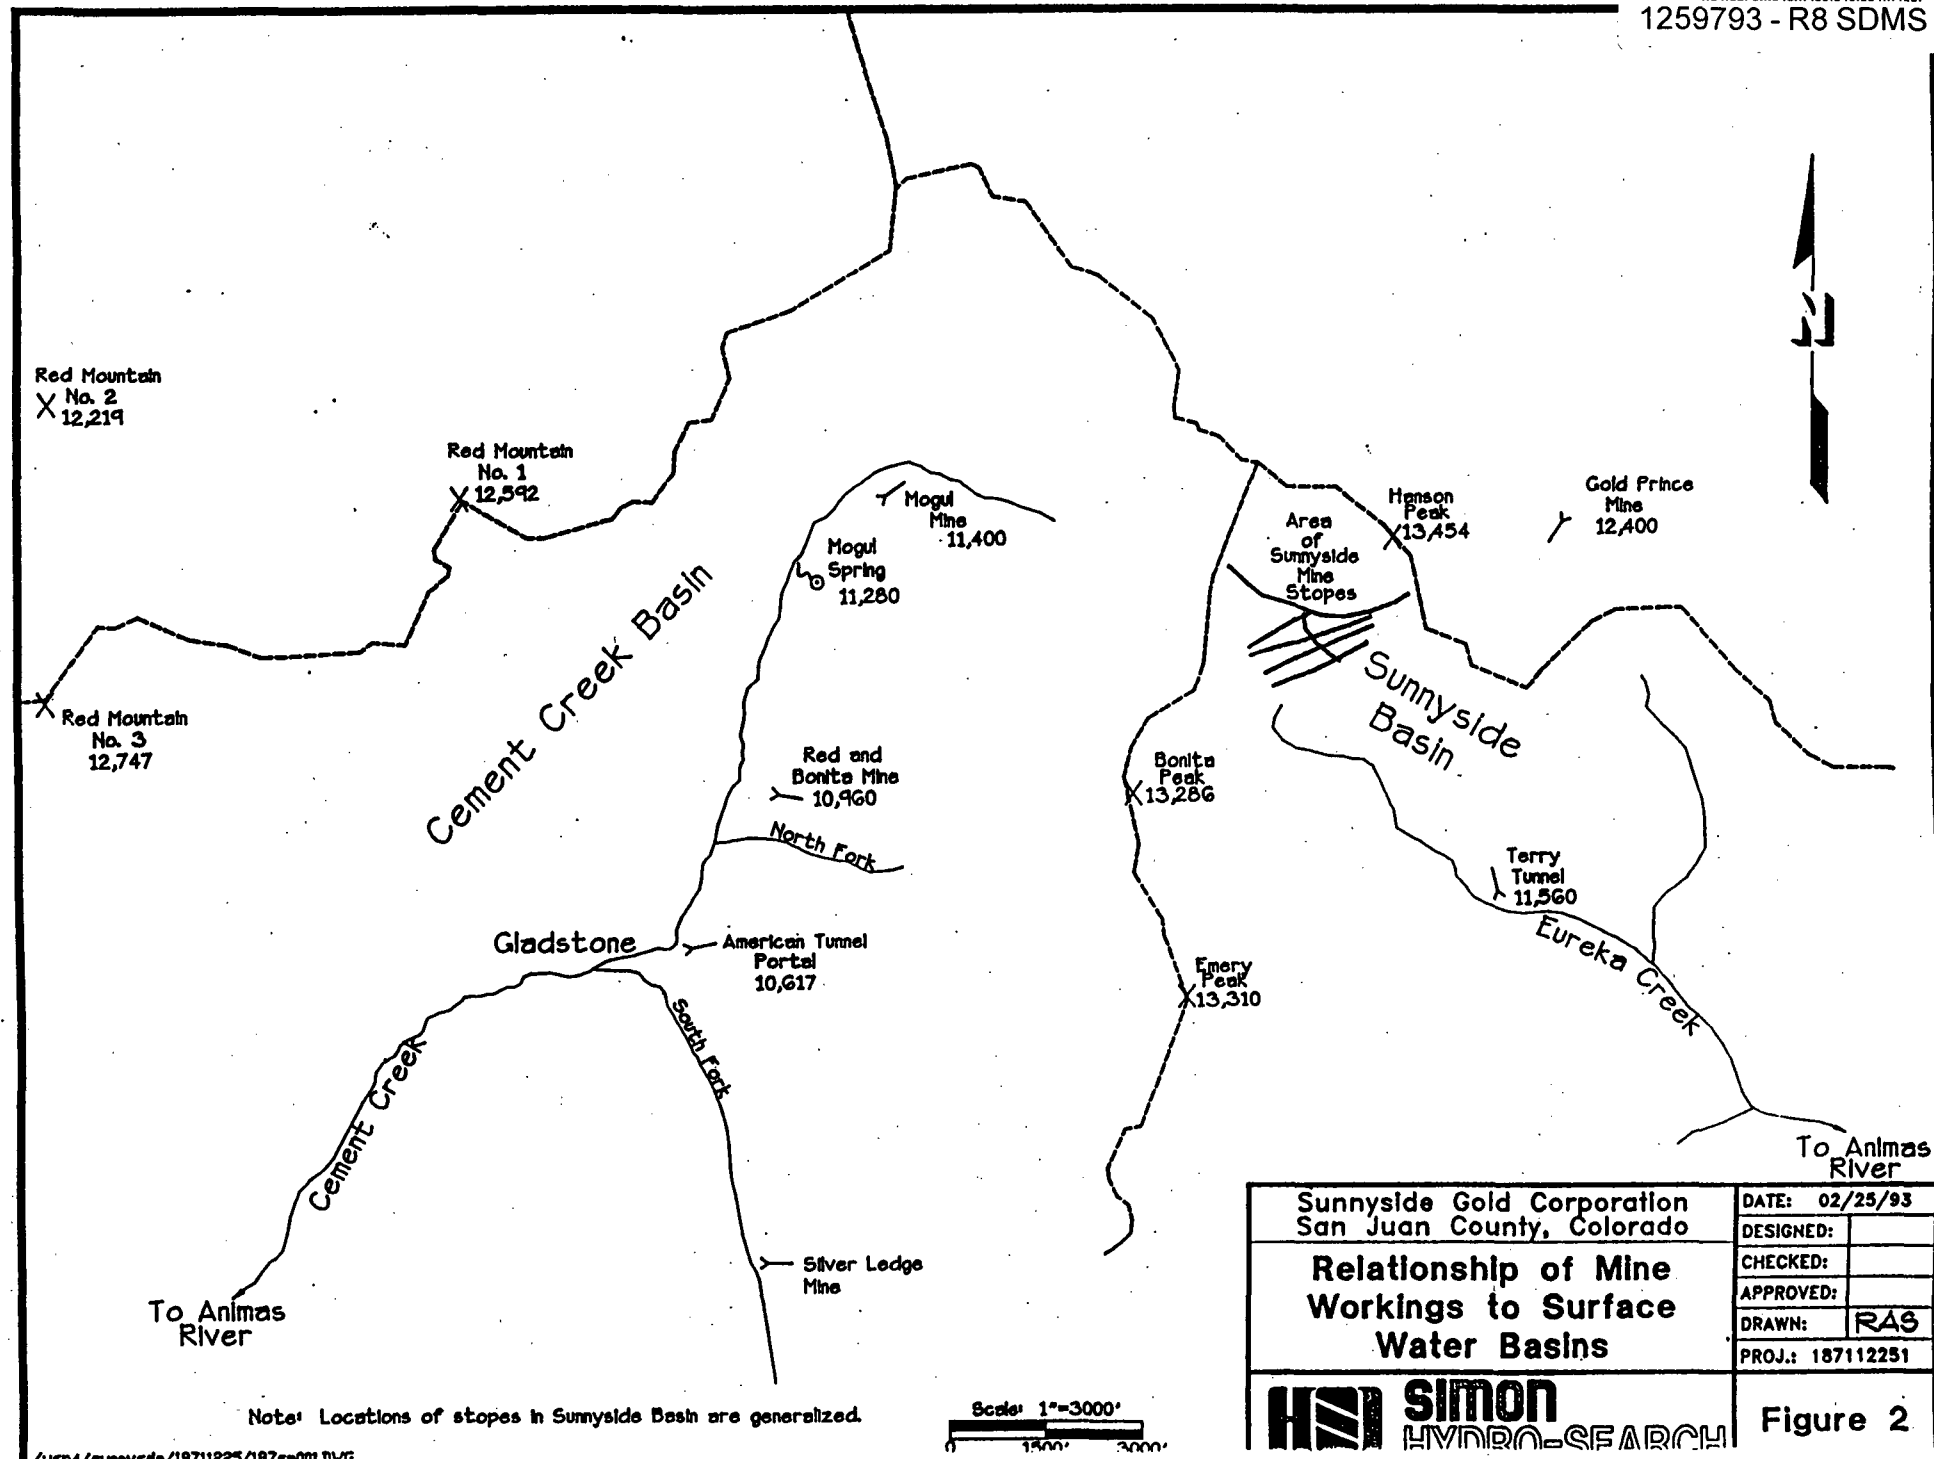 1259793 - R8 SDMS
Red Mountain
No. 2
12,219
Red Mountain
No. 1
12,592
Mogul
Mine
11,400
Mogul
Spring
11,280
Henson
Peak
13,454
Gold Prince
Mine
12,400
Area
of
Sunnyside
Mine
Stopes
Cement Creek Basin
Sunnyside
Basin
Red Mountain
No. 3
12,747
Red and
Bonita Mine
10,960
Bonita
Peak
13,286
North Fork
Terry
Tunnel
11,560
Eureka Creek
Gladstone
American Tunnel
Portal
10,617
Emery
Peak
13,310
South Fork
Cement Creek
Silver Ledge
Mine
To Animas
River
To Animas
River
Note: Locations of stopes in Sunnyside Basin are generalized.
Scale: 1"=3000'
0 1500' 3000'
Sunnyside Gold Corporation
San Juan County, Colorado
Relationship of Mine
Workings to Surface
Water Basins
DATE: 02/25/93
DESIGNED:
CHECKED:
APPROVED:
DRAWN: RAS
PROJ.: 187112251
simon
HYDRO-SEARCH
Figure 2